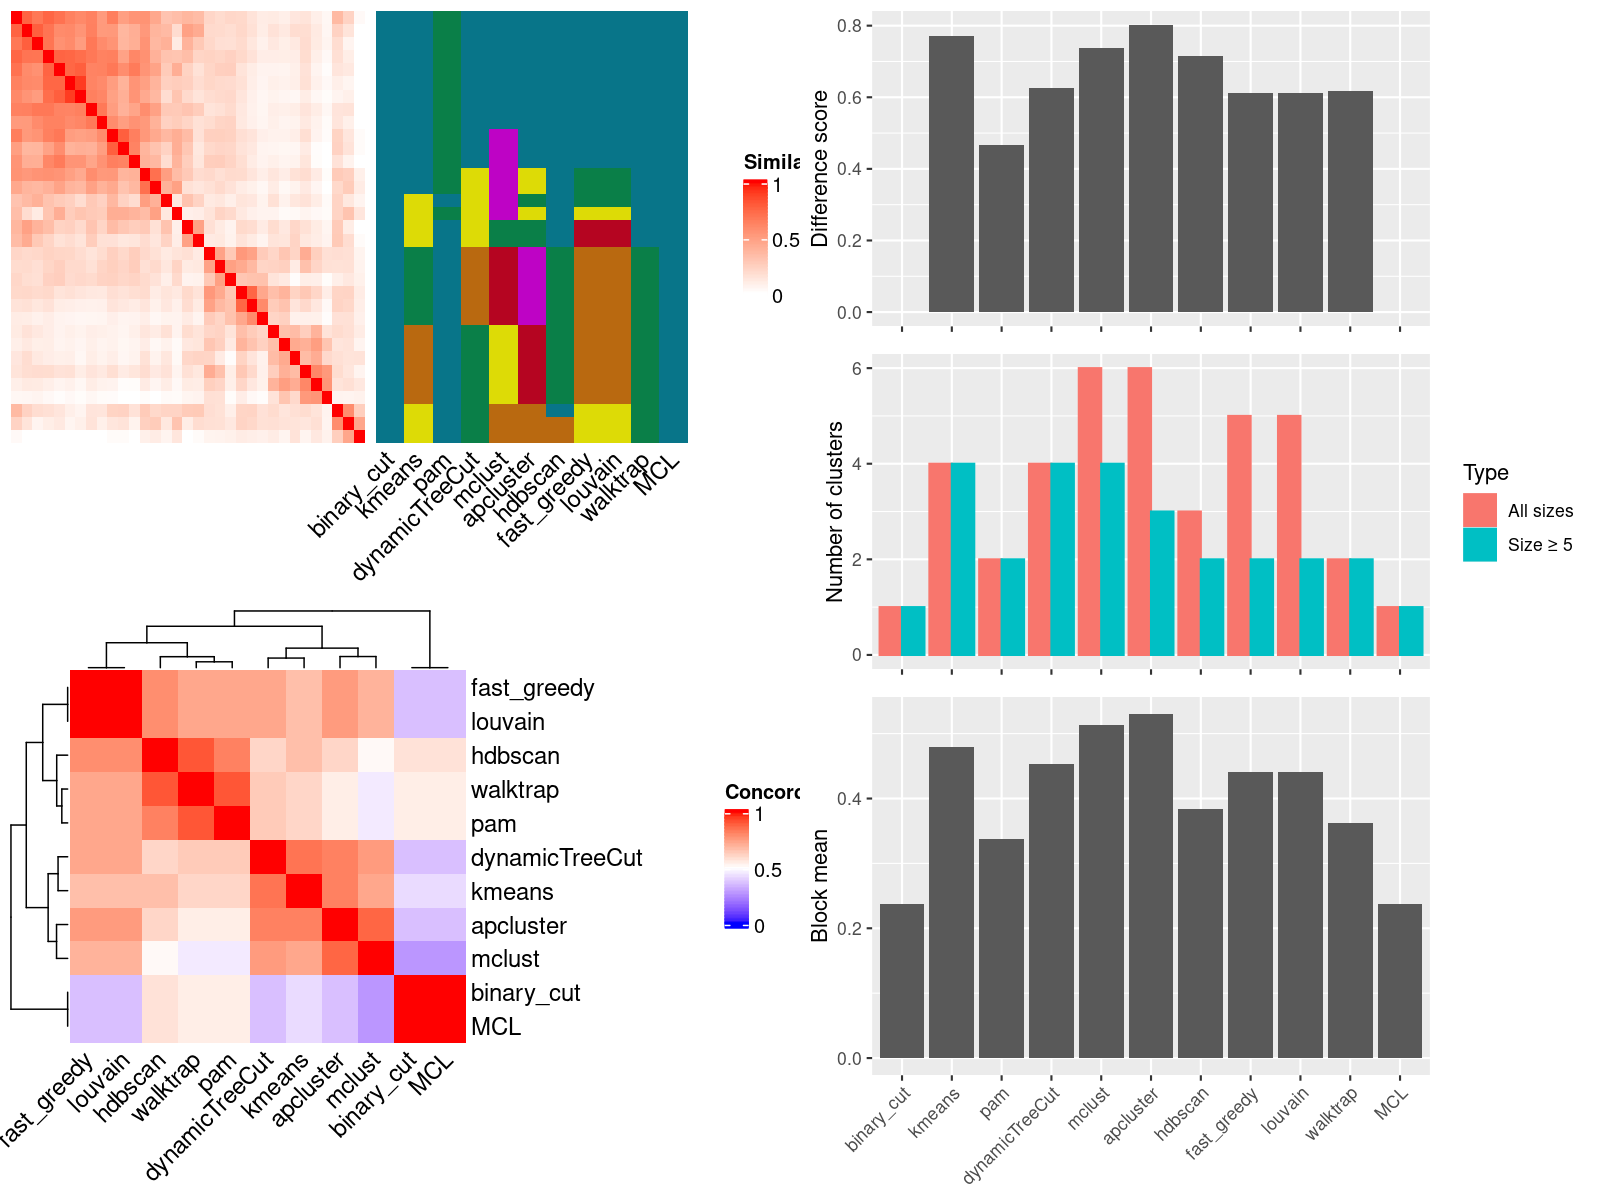 Simila
1
0.5
0
binary_cut
kmeans
pam
dynamicTreeCut
mclust
apcluster
hdbscan
fast_greedy
louvain
walktrap
MCL
Difference score
0.8
0.6
0.4
0.2
0.0
Number of clusters
6
4
2
0
Type
All sizes
Size ≥ 5
fast_greedy
louvain
hdbscan
walktrap
pam
dynamicTreeCut
kmeans
apcluster
mclust
binary_cut
MCL
fast_greedy
louvain
hdbscan
walktrap
pam
dynamicTreeCut
kmeans
apcluster
mclust
binary_cut
MCL
Concord
1
0.5
0
Block mean
0.4
0.2
0.0
binary_cut
kmeans
pam
dynamicTreeCut
mclust
apcluster
hdbscan
fast_greedy
louvain
walktrap
MCL